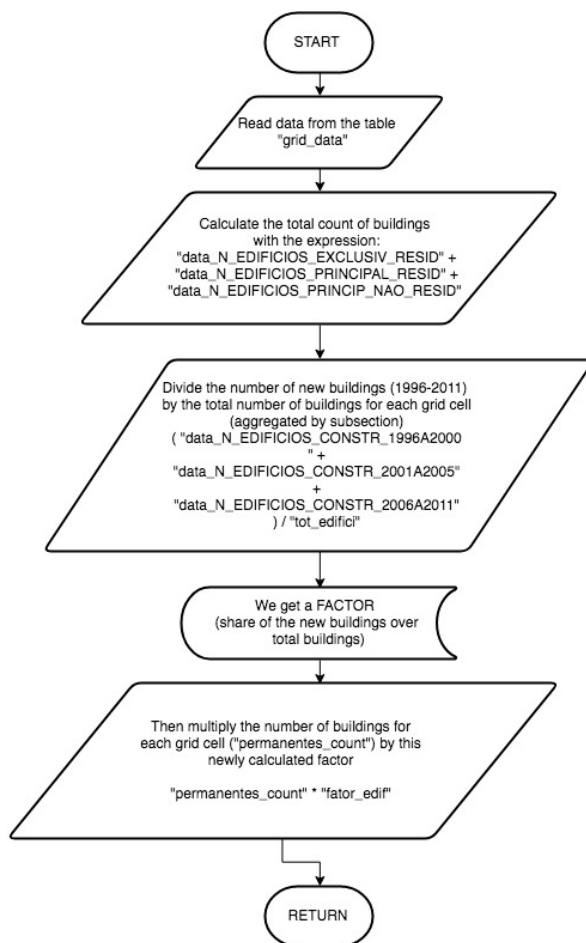 START
Read data from the table
"grid_data"
Calculate the total count of buildings
with the expression:
"data_N_EDIFICIOS_EXCLUSIV_RESID" +
"data_N_EDIFICIOS_PRINCIPAL_RESID" +
"data_N_EDIFICIOS_PRINCIP_NAO_RESID"
Divide the number of new buildings (1996-2011)
by the total number of buildings for each grid cell
(aggregated by subsection)
( "data_N_EDIFICIOS_CONSTR_1996A2000
" +
"data_N_EDIFICIOS_CONSTR_2001A2005"
+
"data_N_EDIFICIOS_CONSTR_2006A2011"
) / "tot_edifici"
We get a FACTOR
(share of the new buildings over
total buildings)
Then multiply the number of buildings for
each grid cell ("permanentes_count") by this
newly calculated factor
"permanentes_count" * "fator_edif"
RETURN